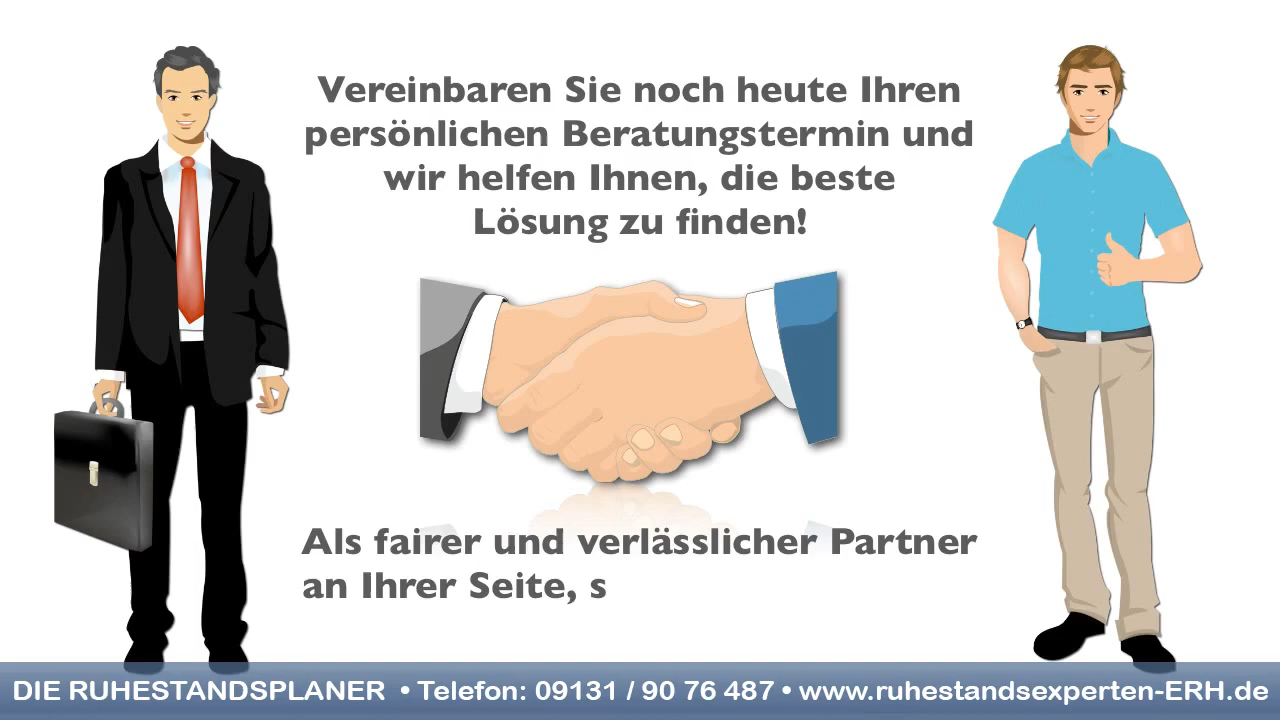 Vereinbaren Sie noch heute Ihren
persönlichen Beratungstermin und
wir helfen Ihnen, die beste
Lösung zu finden!
Als fairer und verlässlicher Partner
an Ihrer Seite, s
DIE RUHESTANDSPLANER • Telefon: 09131 / 90 76 487 • www.ruhestandsexperten-ERH.de